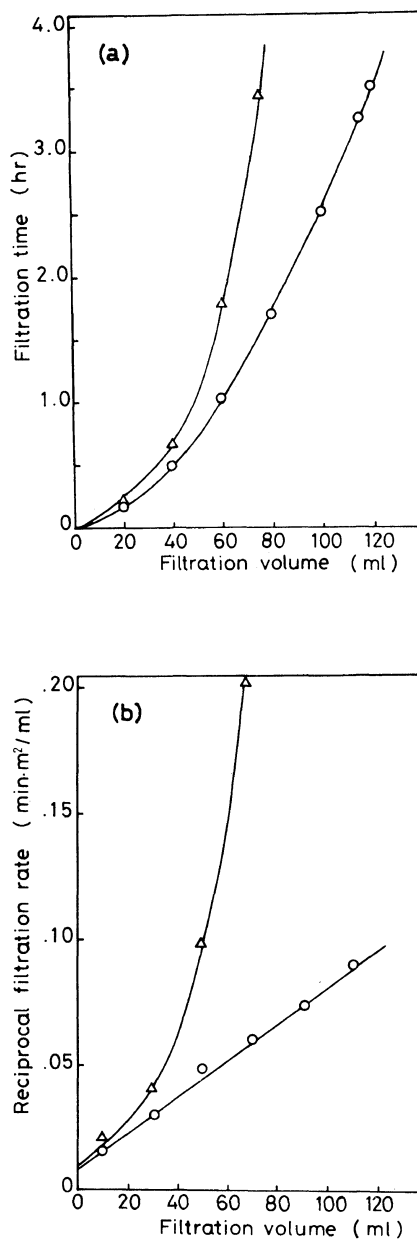 (a)
4.0
3.0
2.0
1.0
0
Filtration time (hr)
0 20 40 60 80 100 120
Filtration volume (ml)
(b)
.20
.15
.10
.05
0
Reciprocal filtration rate (min·m²/ml)
0 20 40 60 80 100 120
Filtration volume (ml)